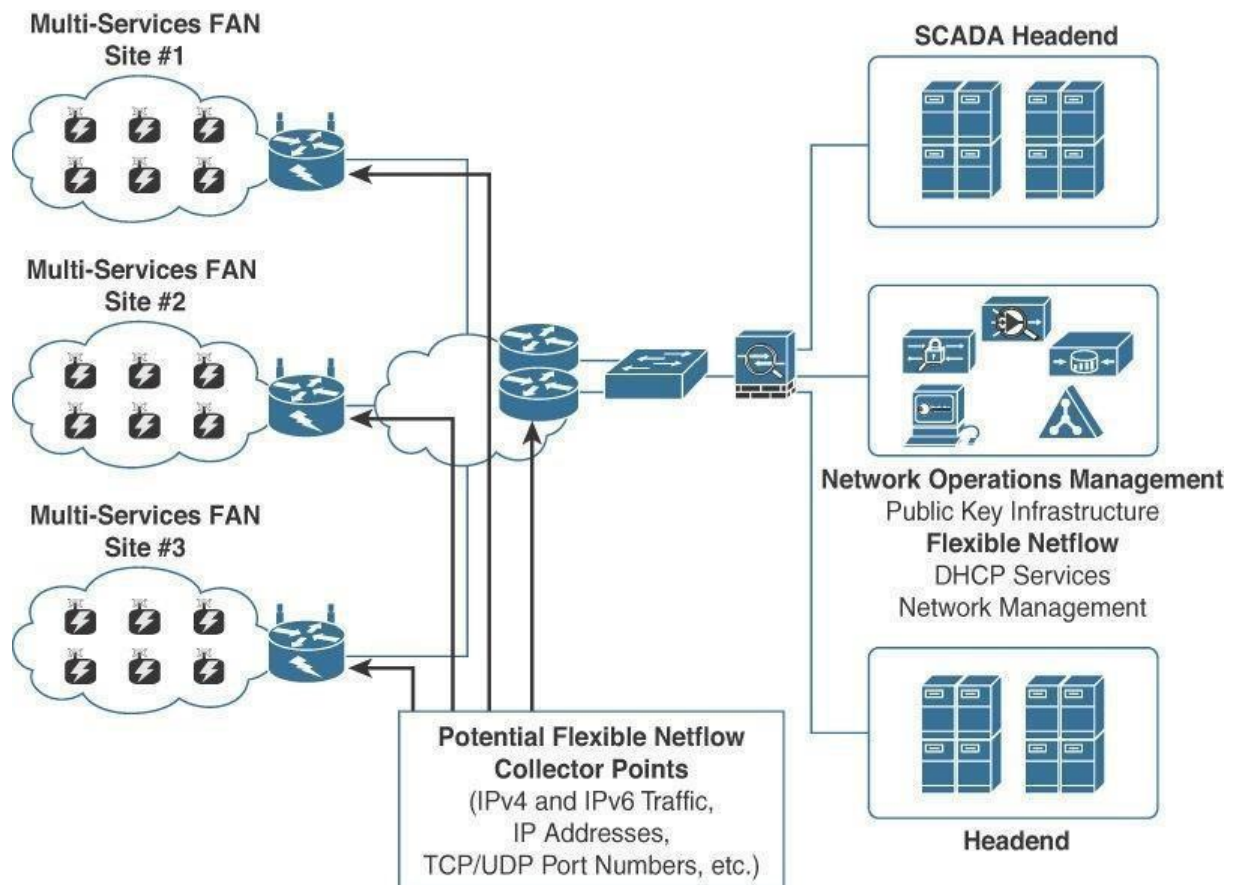 Multi-Services FAN
Site #1
Multi-Services FAN
Site #2
Multi-Services FAN
Site #3
SCADA Headend
Network Operations Management
Public Key Infrastructure
Flexible Netflow
DHCP Services
Network Management
Potential Flexible Netflow
Collector Points
(IPv4 and IPv6 Traffic,
IP Addresses,
TCP/UDP Port Numbers, etc.)
Headend